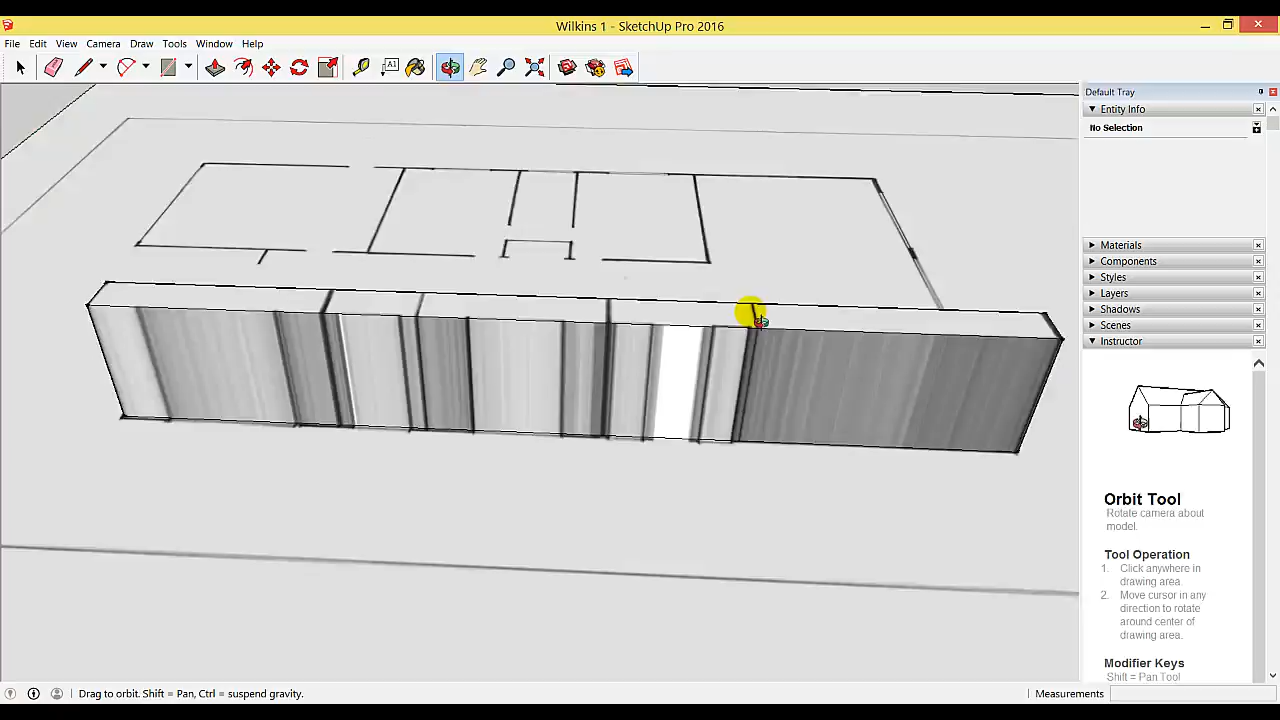 Wilkins 1 - SketchUp Pro 2016
File Edit View Camera Draw Tools Window Help
A1
Default Tray
Entity Info
No Selection
Materials
Components
Styles
Layers
Shadows
Scenes
Instructor
Orbit Tool
Rotate camera about
model.
Tool Operation
1. Click anywhere in
drawing area.
2. Move cursor in any
direction to rotate
around center of
drawing area.
Modifier Keys
Shift = Pan Tool
Drag to orbit. Shift = Pan, Ctrl = suspend gravity.
Measurements